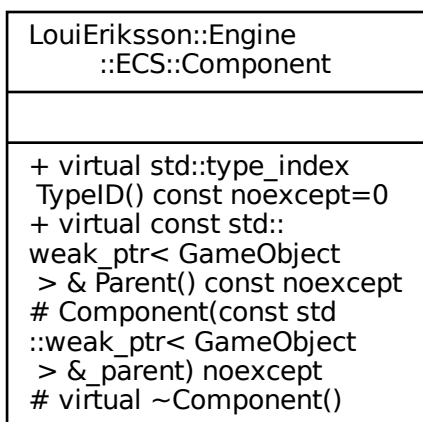 LouiEriksson::Engine
::ECS::Component
+ virtual std::type_index
TypeID() const noexcept=0
+ virtual const std::
weak_ptr< GameObject
> & Parent() const noexcept
# Component(const std
::weak_ptr< GameObject
> &_parent) noexcept
# virtual ~Component()